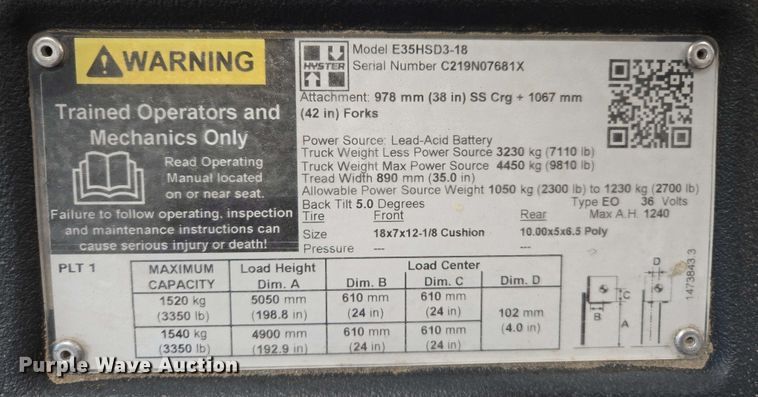 WARNING
Trained Operators and
Mechanics Only
Read Operating
Manual located
on or near seat.
Failure to follow operating, inspection
and maintenance instructions can
cause serious injury or death!
HYSTER
Model E35HSD3-18
Serial Number C219N07681X
Attachment: 978 mm (38 in) SS Crg + 1067 mm
(42 in) Forks
Power Source: Lead-Acid Battery
Truck Weight Less Power Source 3230 kg (7110 lb)
Truck Weight Max Power Source 4450 kg (9810 lb)
Tread Width 890 mm (35.0 in)
Allowable Power Source Weight 1050 kg (2300 lb) to 1230 kg (2700 lb)
Back Tilt 5.0 Degrees Type EO 36 Volts
Tire Front Rear Max A.H. 1240
Size 18x7x12-1/8 Cushion 10.00x5x6.5 Poly
Pressure --- ---
PLT 1
MAXIMUM CAPACITY Load Height Dim. A Load Center Dim. B Dim. C Dim. D
1520 kg 5050 mm 610 mm 610 mm
(3350 lb) (198.8 in) (24 in) (24 in)
102 mm
(4.0 in)
1540 kg 4900 mm 610 mm 610 mm
(3350 lb) (192.9 in) (24 in) (24 in)
D
B
C
A
1473843 3
Purple Wave Auction